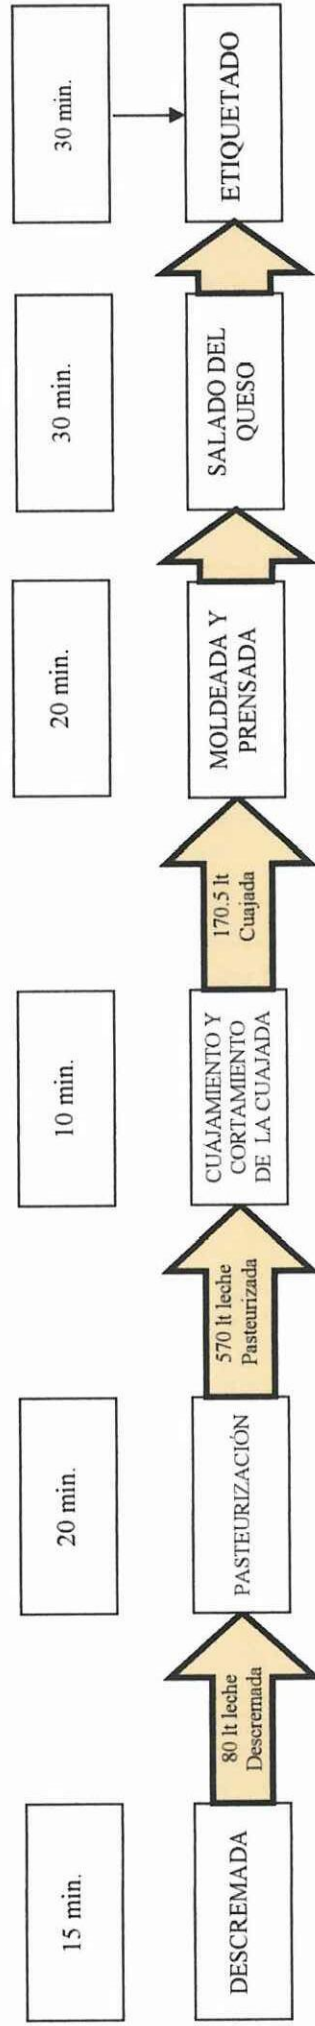 15 min.
20 min.
10 min.
20 min.
30 min.
30 min.
DESCREMADA
80 lt leche
Descremada
PASTEURIZACIÓN
570 lt leche
Pasteurizada
CUAJAMIENTO Y
CORTAMIENTO
DE LA CUAJADA
170.5 lt
Cuajada
MOLDEADA Y
PRENSADA
SALADO DEL
QUESO
ETIQUETADO